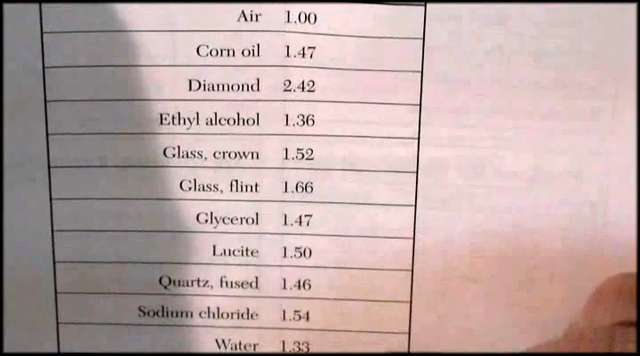 Air 1.00
Corn oil 1.47
Diamond 2.42
Ethyl alcohol 1.36
Glass, crown 1.52
Glass, flint 1.66
Glycerol 1.47
Lucite 1.50
Quartz, fused 1.46
Sodium chloride 1.54
Water 1.33